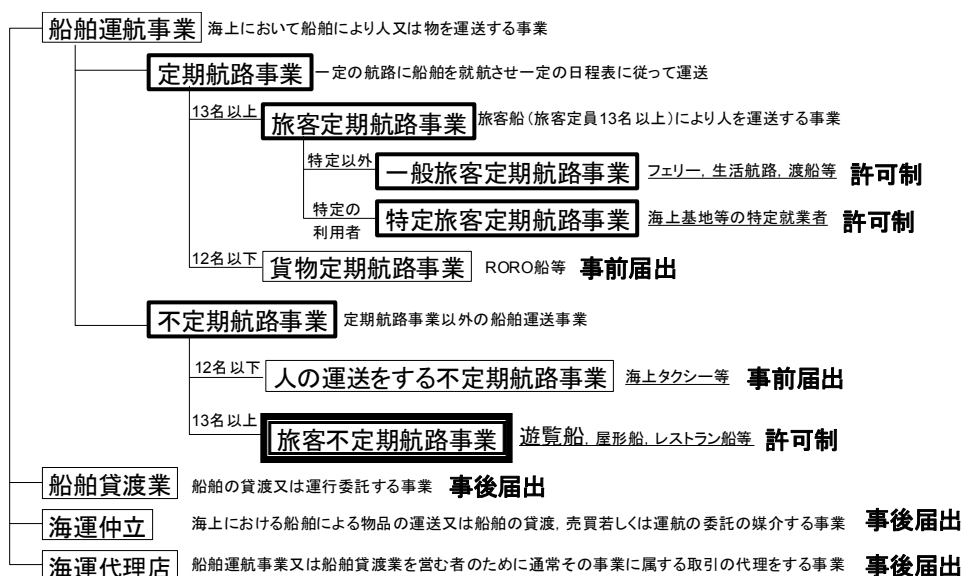 船舶運航事業 海上において船舶により人又は物を運送する事業
定期航路事業 一定の航路に船舶を就航させ一定の日程表に従って運送
13名以上 旅客定期航路事業 旅客船(旅客定員13名以上)により人を運送する事業
特定以外 一般旅客定期航路事業 フェリー,生活航路,渡船等 許可制
特定の
利用者 特定旅客定期航路事業 海上基地等の特定就業者 許可制
12名以下 貨物定期航路事業 RORO船等 事前届出
不定期航路事業 定期航路事業以外の船舶運送事業
12名以下 人の運送をする不定期航路事業 海上タクシー等 事前届出
13名以上 旅客不定期航路事業 遊覧船,屋形船,レストラン船等 許可制
船舶貸渡業 船舶の貸渡又は運行委託する事業 事後届出
海運仲立 海上における船舶による物品の運送又は船舶の貸渡,売買若しくは運航の委託の媒介する事業 事後届出
海運代理店 船舶運航事業又は船舶貸渡業を営む者のために通常その事業に属する取引の代理をする事業 事後届出